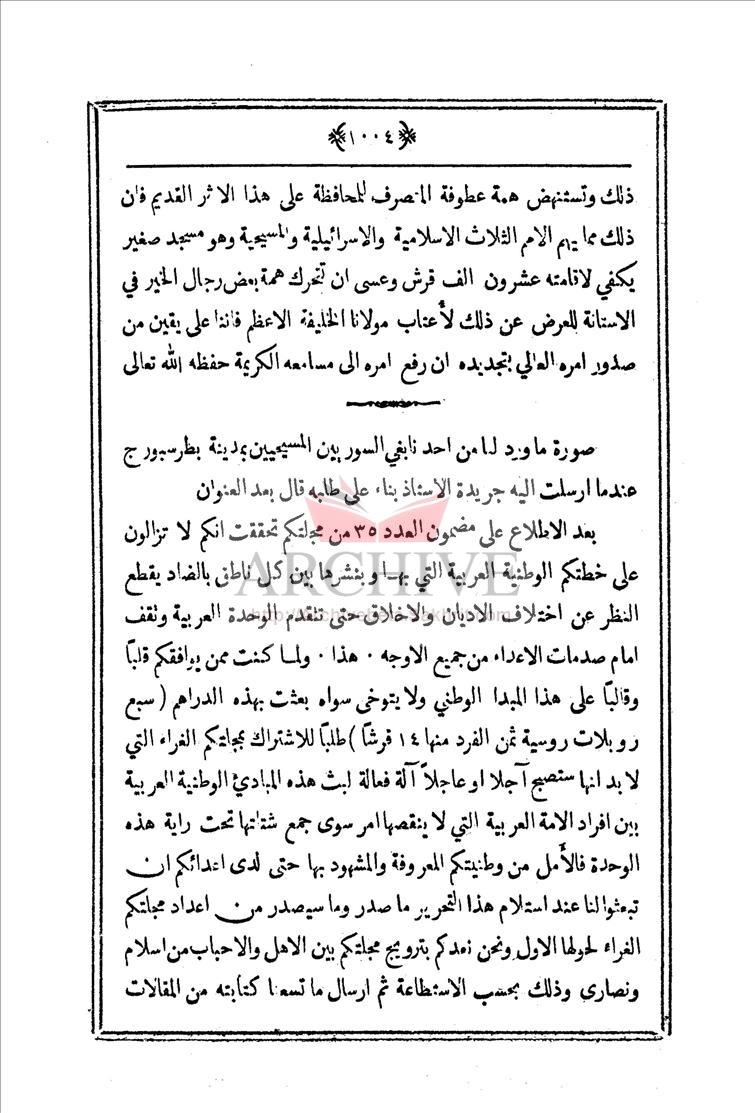 ﴿١٠٠٤﴾
ذلك وتستنهض همة عطوفة المتصرف للمحافظة على هذا الاثر القديم فان
ذلك مما يهم الامم الثلاث الاسلامية والاسرائيلية والمسيحية وهو مسجد صغير
يكفي لاقامته عشرون الف قرش وعسى ان تتحرك همة بعض رجال الخير في
الاستانة للعرض عن ذلك لأعتاب مولانا الخليفة الاعظم فاننا على يقين من
صدور امره العالي بتجديده ان رفع امره الى مسامعه الكريمة حفظه الله تعالى
صورة ما ورد لنا من احد نابغي السوريين المسيحيين بمدينة بطرسبورج
عندما ارسلت اليه جريدة الاستاذ بناء على طلبه قال بعد العنوان
بعد الاطلاع على مضمون العدد ٣٥ من مجلتكم تحققت انكم لا تزالون
على خطتكم الوطنية العربية التي بها وبنشرها بين كل ناطق بالضاد يقطع
النظر عن اختلاف الاديان والاخلاق حتى تتقدم الوحدة العربية وتقف
امام صدمات الاعداء من جميع الاوجه ٠ هذا ٠ ولما كنت ممن يوافقكم قلبًا
وقالبًا على هذا المبدا الوطني ولا يتوخى سواه بعثت بهذه الدراهم (سبع
روبلات روسية ثمن الفرد منها ١٤ قرشًا) طلبًا للاشتراك بمجلتكم الغراء التي
لا بد انها ستصبح آجلا او عاجلاً آلة فعالة لبث هذه المبادئ الوطنية العربية
بين افراد الامة العربية التي لا ينقصها امر سوى جمع شتاتها تحت راية هذه
الوحدة فالأمل من وطنيتكم المعروفة والمشهود بها حتى لدى اعدائكم ان
تبعثوا لنا عند استلام هذا التحرير ما صدر وما سيصدر من اعداد مجلتكم
الغراء لحولها الاول ونحن نعدكم بترويج مجلتكم بين الاهل والاحباب من اسلام
ونصارى وذلك بحسب الاستطاعة ثم ارسال ما تسعنا كتابته من المقالات
ARCHIVE